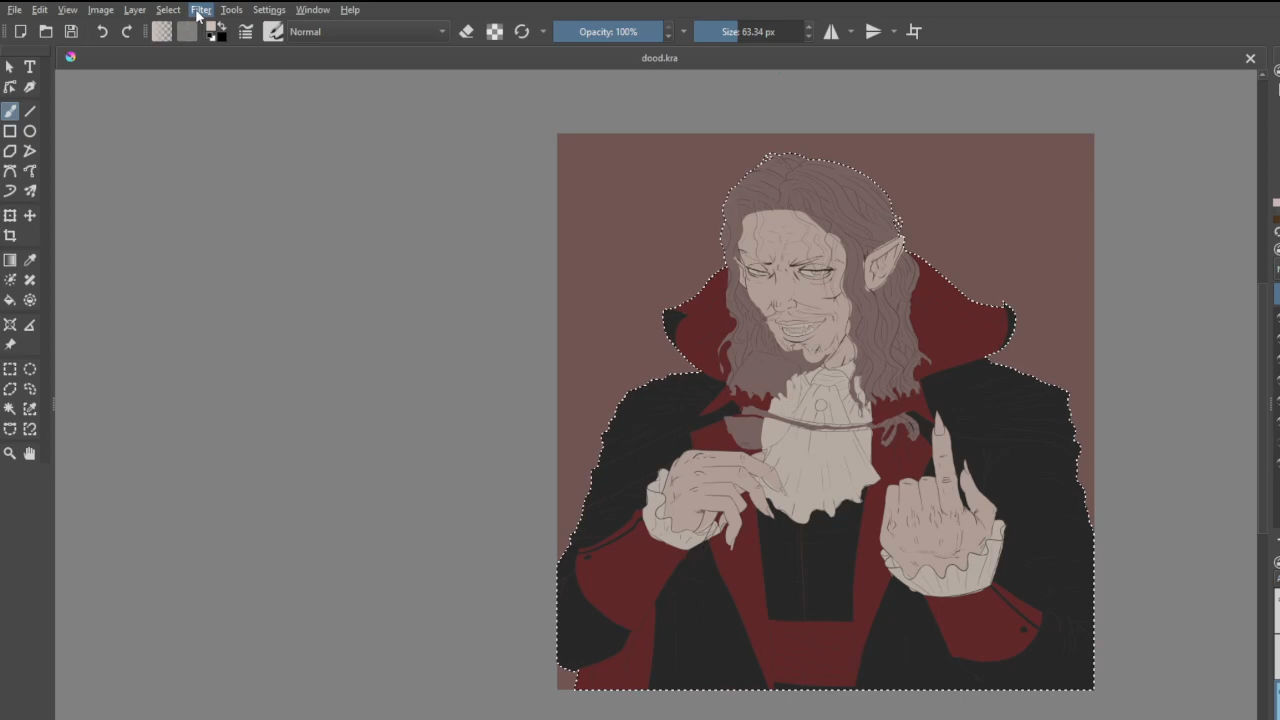 File Edit View Image Layer Select Filter Tools Settings Window Help
Normal Opacity: 100% Size: 63.34 px
dood.kra